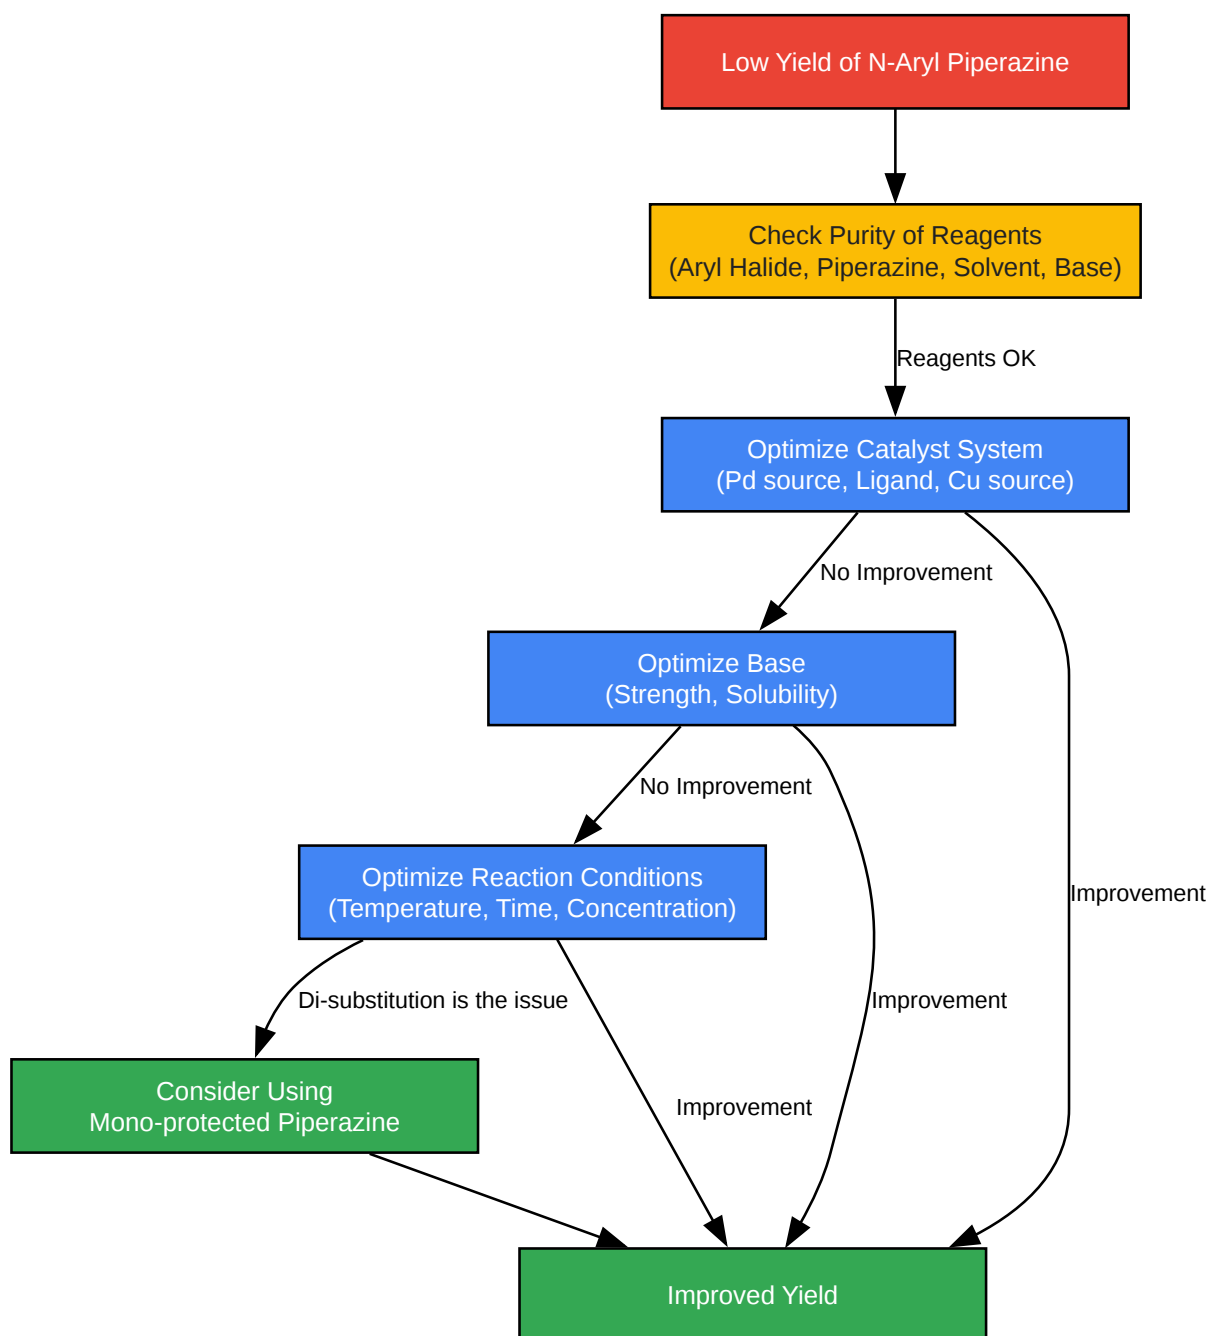 Low Yield of N-Aryl Piperazine
Check Purity of Reagents
(Aryl Halide, Piperazine, Solvent, Base)
Reagents OK
Optimize Catalyst System
(Pd source, Ligand, Cu source)
No Improvement
Optimize Base
(Strength, Solubility)
No Improvement
Optimize Reaction Conditions
(Temperature, Time, Concentration)
Improvement
Di-substitution is the issue
Improvement
Consider Using
Mono-protected Piperazine
Improvement
Improved Yield